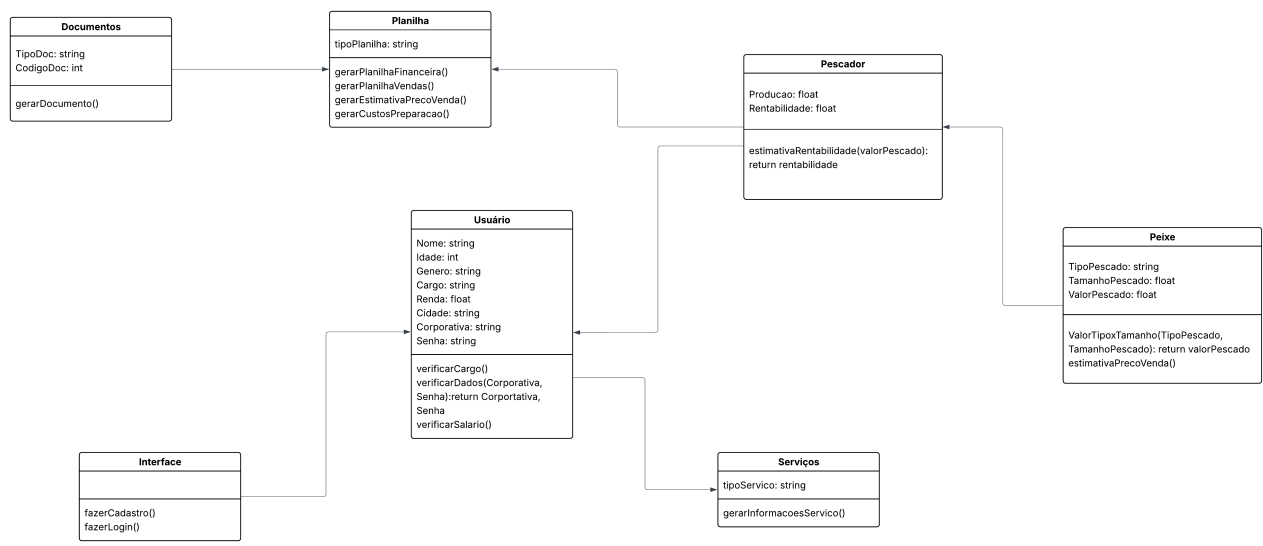 Documentos
TipoDoc: string
CodigoDoc: int
gerarDocumento()
Planilha
tipoPlanilha: string
gerarPlanilhaFinanceira()
gerarPlanilhaVendas()
gerarEstimativaPrecoVenda()
gerarCustosPreparacao()
Pescador
Producao: float
Rentabilidade: float
estimativaRentabilidade(valorPescado):
return rentabilidade
Usuário
Nome: string
Idade: int
Genero: string
Cargo: string
Renda: float
Cidade: string
Corporativa: string
Senha: string
verificarCargo()
verificarDados(Corporativa,
Senha):return Corportativa,
Senha
verificarSalario()
Peixe
TipoPescado: string
TamanhoPescado: float
ValorPescado: float
ValorTipoxTamanho(TipoPescado,
TamanhoPescado): return valorPescado
estimativaPrecoVenda()
Interface
fazerCadastro()
fazerLogin()
Serviços
tipoServico: string
gerarInformacoesServico()